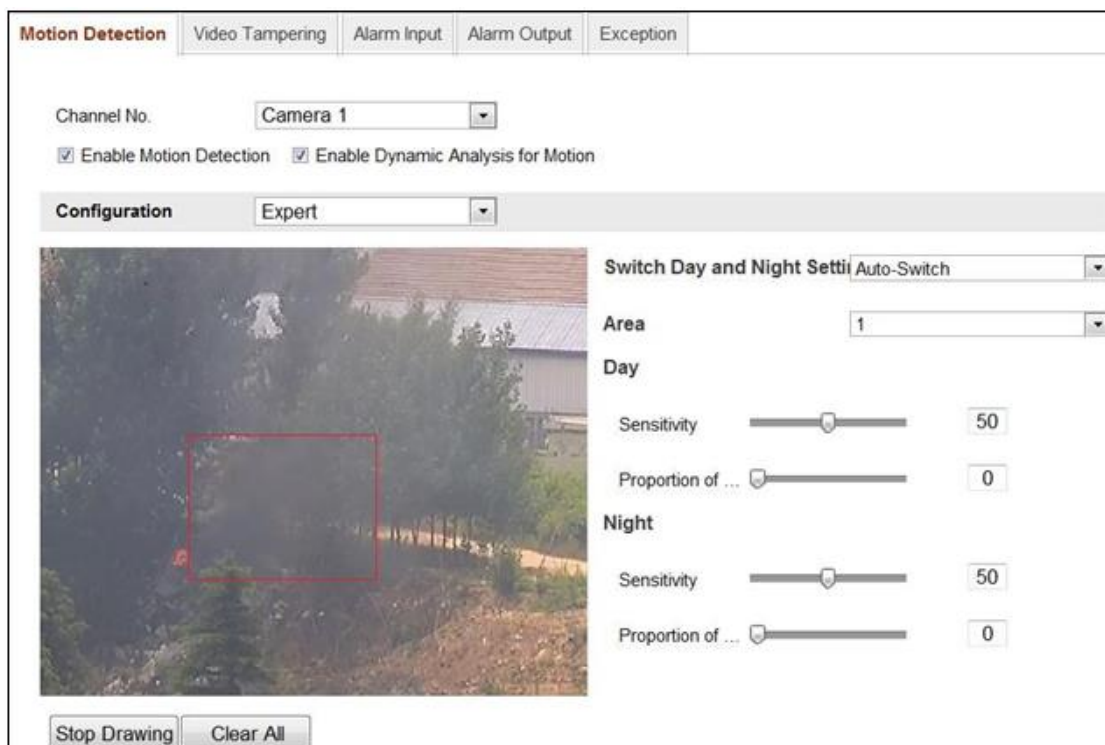 Motion Detection Video Tampering Alarm Input Alarm Output Exception
Channel No. Camera 1
Enable Motion Detection Enable Dynamic Analysis for Motion
Configuration Expert
Switch Day and Night Setti Auto-Switch
Area 1
Day
Sensitivity 50
Proportion of ... 0
Night
Sensitivity 50
Proportion of ... 0
Stop Drawing Clear All